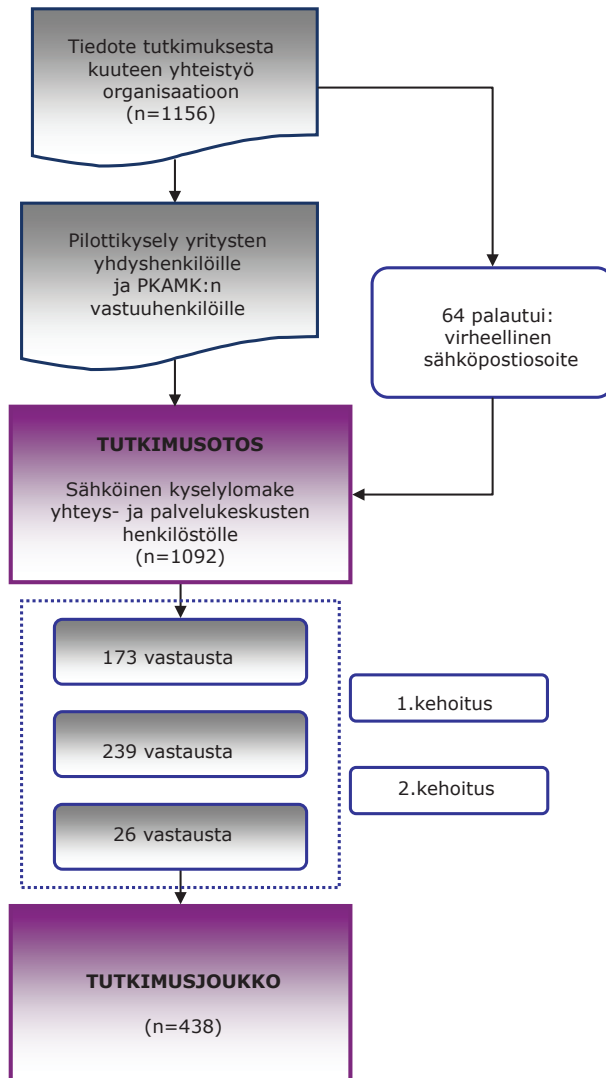 Tiedote tutkimuksesta
kuuteen yhteistyö
organisaatioon
(n=1156)
Pilottikysely yritysten
yhdyshenkilöille
ja PKAMK:n
vastuuhenkilöille
64 palautui:
virheellinen
sähköpostiosoite
TUTKIMUSOTOS
Sähköinen kyselylomake
yhteys- ja palvelukeskusten
henkilöstölle
(n=1092)
173 vastausta
1.kehoitus
239 vastausta
2.kehoitus
26 vastausta
TUTKIMUSJOUKKO
(n=438)